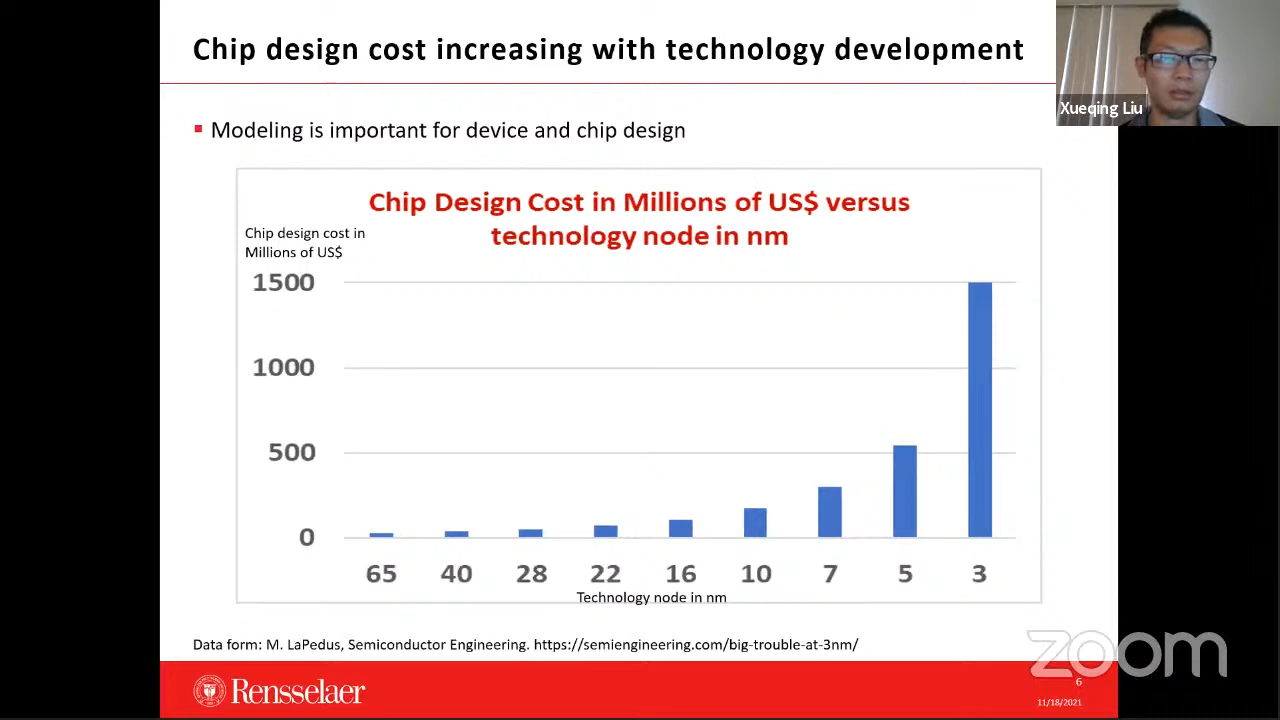 Chip design cost increasing with technology development
Xueqing Liu
Modeling is important for device and chip design
Chip Design Cost in Millions of US$ versus
technology node in nm
Chip design cost in
Millions of US$
1500
1000
500
0
65 40 28 22 16 10 7 5 3
Technology node in nm
Data form: M. LaPedus, Semiconductor Engineering. https://semiengineering.com/big-trouble-at-3nm/
zoom
Rensselaer
6
11/18/2021